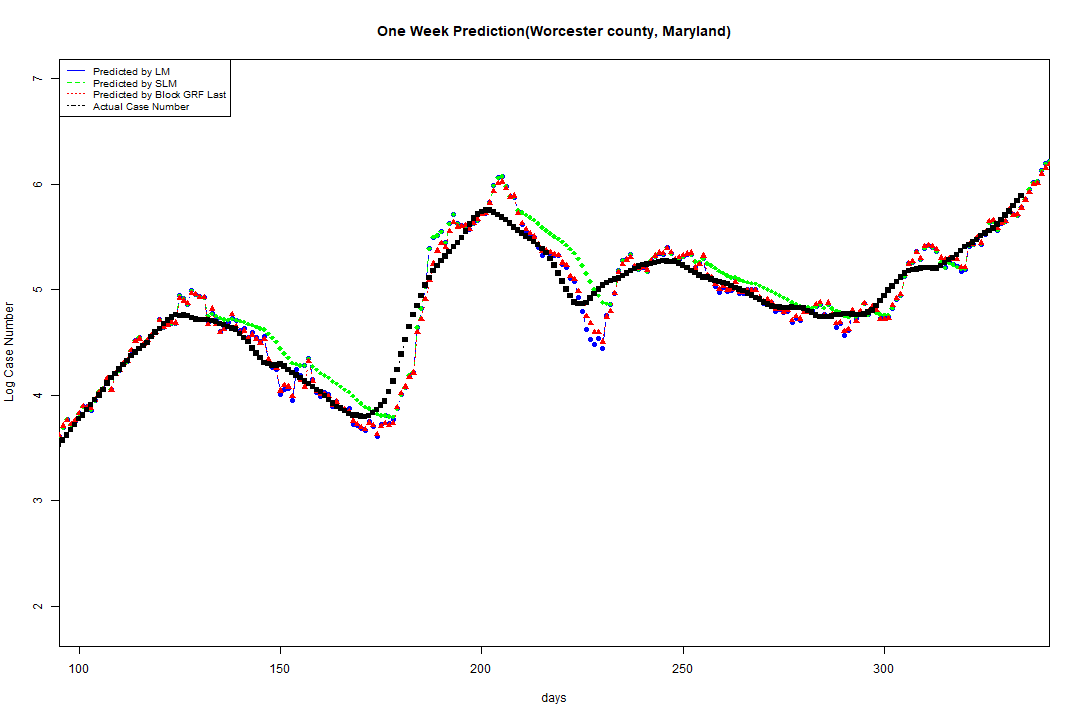 One Week Prediction(Worcester county, Maryland)
Predicted by LM
Predicted by SLM
Predicted by Block GRF Last
Actual Case Number
7
6
5
4
3
2
Log Case Number
100 150 200 250 300
days